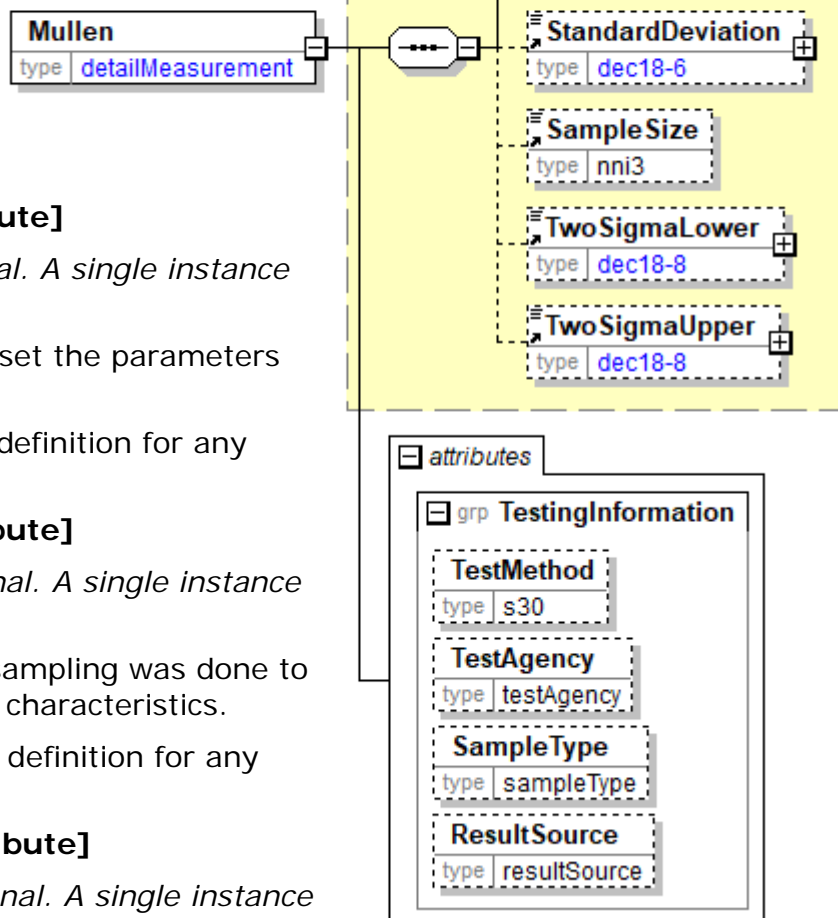 Mullen
type detailMeasurement
ute]
al. A single instance
set the parameters
definition for any
bute]
nal. A single instance
sampling was done to
characteristics.
definition for any
bute]
nal. A single instance
StandardDeviation
type dec18-6
SampleSize
type nni3
TwoSigmaLower
type dec18-8
TwoSigmaUpper
type dec18-8
attributes
grp TestingInformation
TestMethod
type s30
TestAgency
type testAgency
SampleType
type sampleType
ResultSource
type resultSource